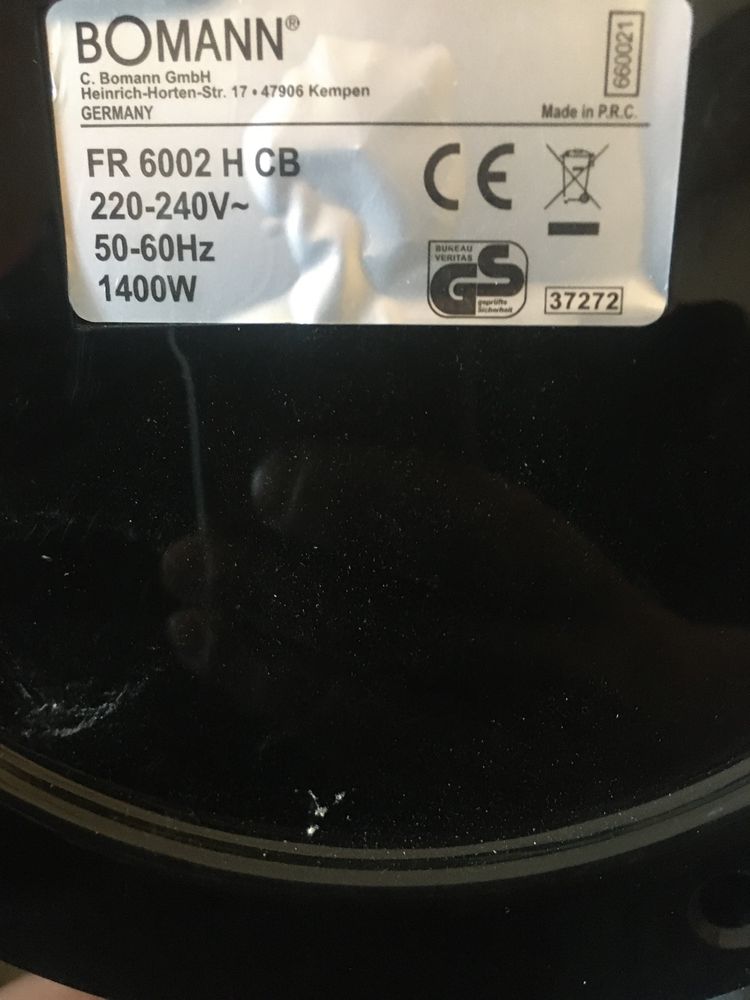 BOMANN®
C. Bomann GmbH
Heinrich-Horten-Str. 17 • 47906 Kempen
GERMANY
660021
Made in P.R.C.
FR 6002 H CB
220-240V~
50-60Hz
1400W
CE
BUREAU
VERITAS
GS
geprüfte
Sicherheit
37272